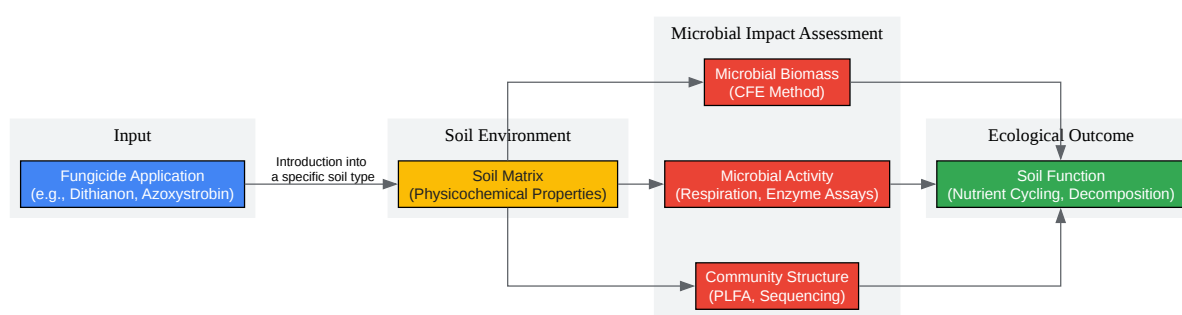 Microbial Impact Assessment
Microbial Biomass
(CFE Method)
Input
Soil Environment
Ecological Outcome
Fungicide Application
(e.g., Dithianon, Azoxystrobin)
Introduction into
a specific soil type
Soil Matrix
(Physicochemical Properties)
Microbial Activity
(Respiration, Enzyme Assays)
Soil Function
(Nutrient Cycling, Decomposition)
Community Structure
(PLFA, Sequencing)